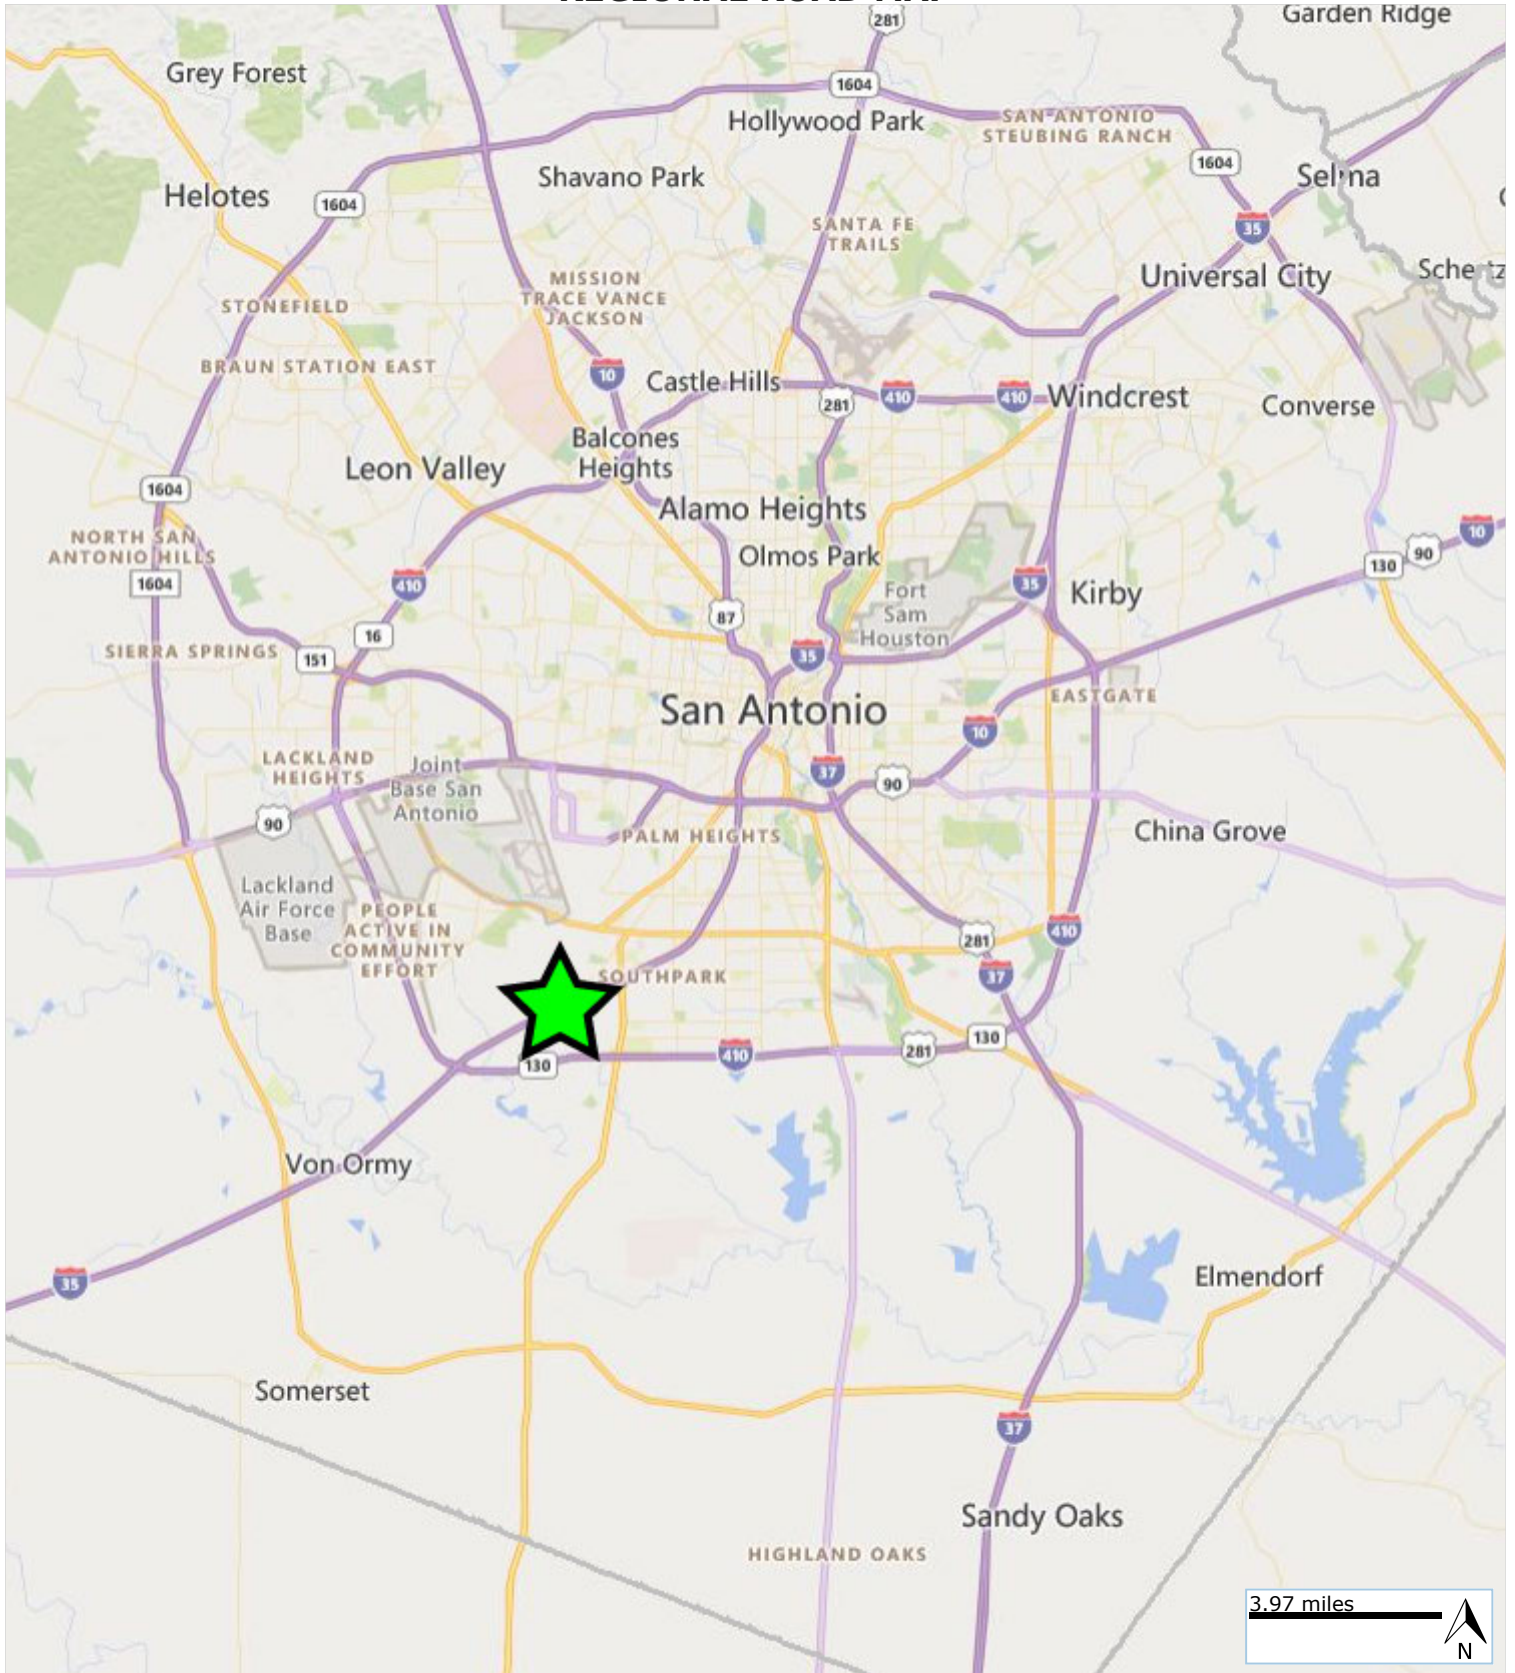 REGIONAL ROAD MAP
281
Garden Ridge
Grey Forest
1604
Hollywood Park
SAN ANTONIO
STEUBING RANCH
1604
Selma
Shavano Park
Helotes
1604
35
SANTA FE
TRAILS
Schertz
Universal City
MISSION
TRACE VANCE
JACKSON
STONEFIELD
BRAUN STATION EAST
10
Castle Hills
281
410
410
Windcrest
Converse
Balcones
Heights
Leon Valley
1604
Alamo Heights
NORTH SAN
ANTONIO HILLS
10
90
130
Olmos Park
1604
410
35
Kirby
Fort
Sam
Houston
87
16
SIERRA SPRINGS
151
35
EASTGATE
San Antonio
10
LACKLAND
HEIGHTS
Joint
Base San
Antonio
37
90
90
PALM HEIGHTS
China Grove
Lackland
Air Force
Base
PEOPLE
ACTIVE IN
COMMUNITY
EFFORT
281
410
SOUTHPARK
37
130
410
281
130
Von Ormy
35
Elmendorf
Somerset
37
Sandy Oaks
HIGHLAND OAKS
3.97 miles
N